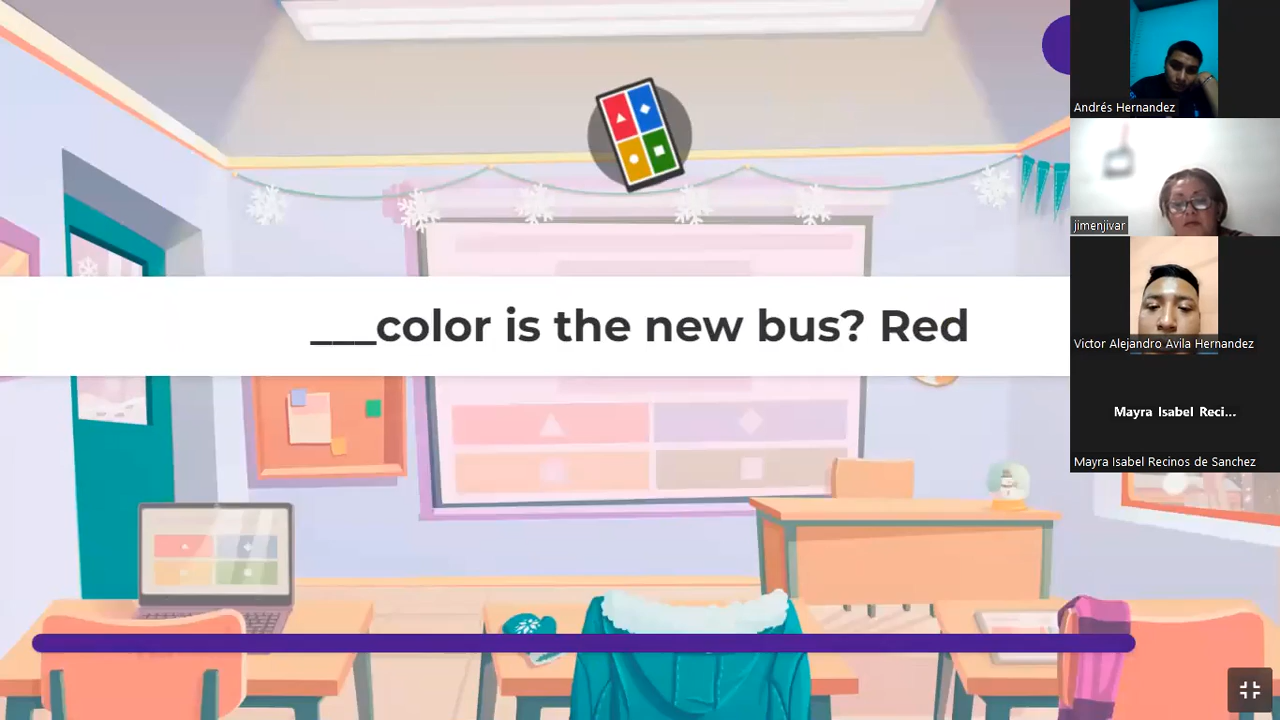 ___color is the new bus? Red
Andrés Hernandez
jimenjivar
Victor Alejandro Avila Hernandez
Mayra Isabel Reci...
Mayra Isabel Recinos de Sanchez